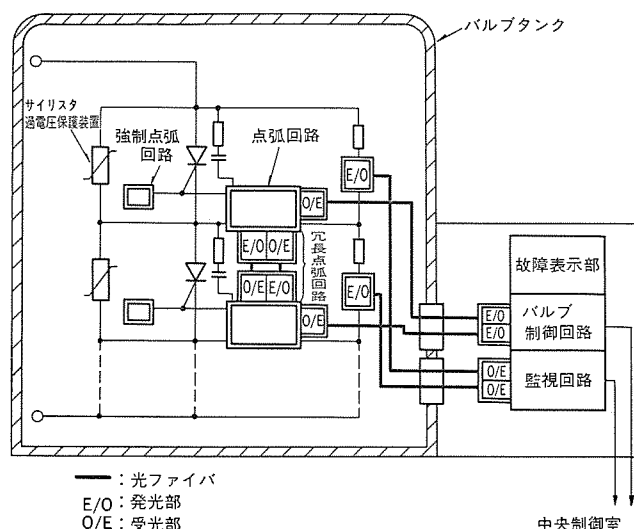 バルブタンク
サイリスタ
過電圧保護装置
強制点弧
回路
点弧回路
E/O
O/E
E/O O/E
冗長点弧回路
O/E E/O
E/O
O/E
故障表示部
E/O
E/O
バルブ
制御回路
O/E
O/E
監視回路
:光ファイバ
E/O:発光部
O/E:受光部
中央制御室